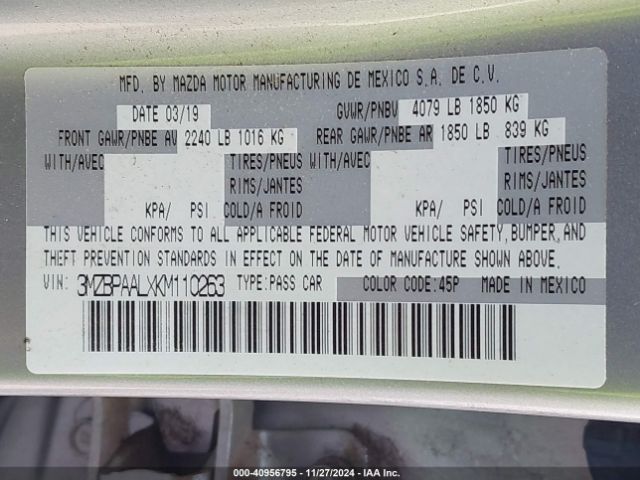 MFD. BY MAZDA MOTOR MANUFACTURING DE MEXICO S.A. DE C.V.
DATE 03/19 GVWR/PNBV 4079 LB 1850 KG
FRONT GAWR/PNBE AV 2240 LB 1016 KG REAR GAWR/PNBE AR 1850 LB 839 KG
WITH/AVEC TIRES/PNEUS WITH/AVEC TIRES/PNEUS
RIMS/JANTES RIMS/JANTES
KPA/ PSI COLD/A FROID KPA/ PSI COLD/A FROID
THIS VEHICLE CONFORMS TO ALL APPLICABLE FEDERAL MOTOR VEHICLE SAFETY, BUMPER, AND
THEFT PREVENTION STANDARDS IN EFFECT ON THE DATE OF MANUFACTURE SHOWN ABOVE.
VIN: 3MZBPAALXKM110263 TYPE:PASS CAR COLOR CODE:45P MADE IN MEXICO
000-40956795 - 11/27/2024 - IAA Inc.